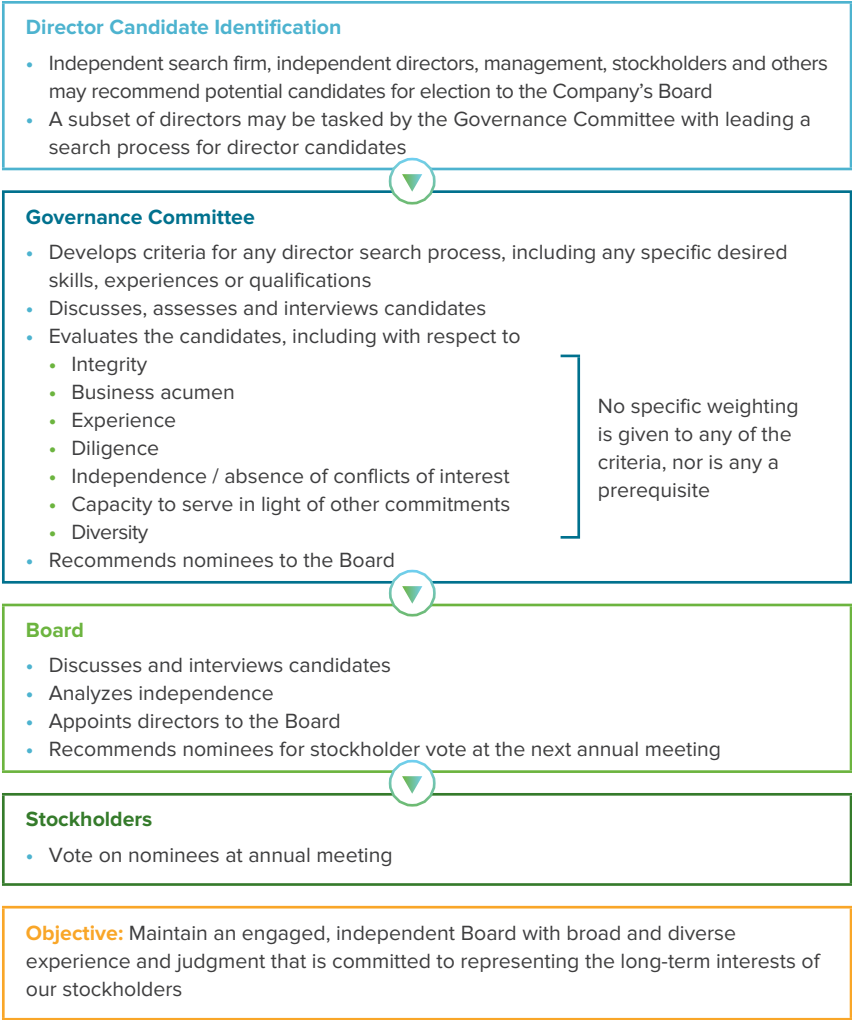 Director Candidate Identification
• Independent search firm, independent directors, management, stockholders and others
may recommend potential candidates for election to the Company's Board
• A subset of directors may be tasked by the Governance Committee with leading a
search process for director candidates
Governance Committee
• Develops criteria for any director search process, including any specific desired
skills, experiences or qualifications
• Discusses, assesses and interviews candidates
• Evaluates the candidates, including with respect to
• Integrity
• Business acumen
• Experience
• Diligence
• Independence / absence of conflicts of interest
• Capacity to serve in light of other commitments
• Diversity
No specific weighting
is given to any of the
criteria, nor is any a
prerequisite
• Recommends nominees to the Board
Board
• Discusses and interviews candidates
• Analyzes independence
• Appoints directors to the Board
• Recommends nominees for stockholder vote at the next annual meeting
Stockholders
• Vote on nominees at annual meeting
Objective: Maintain an engaged, independent Board with broad and diverse
experience and judgment that is committed to representing the long-term interests of
our stockholders